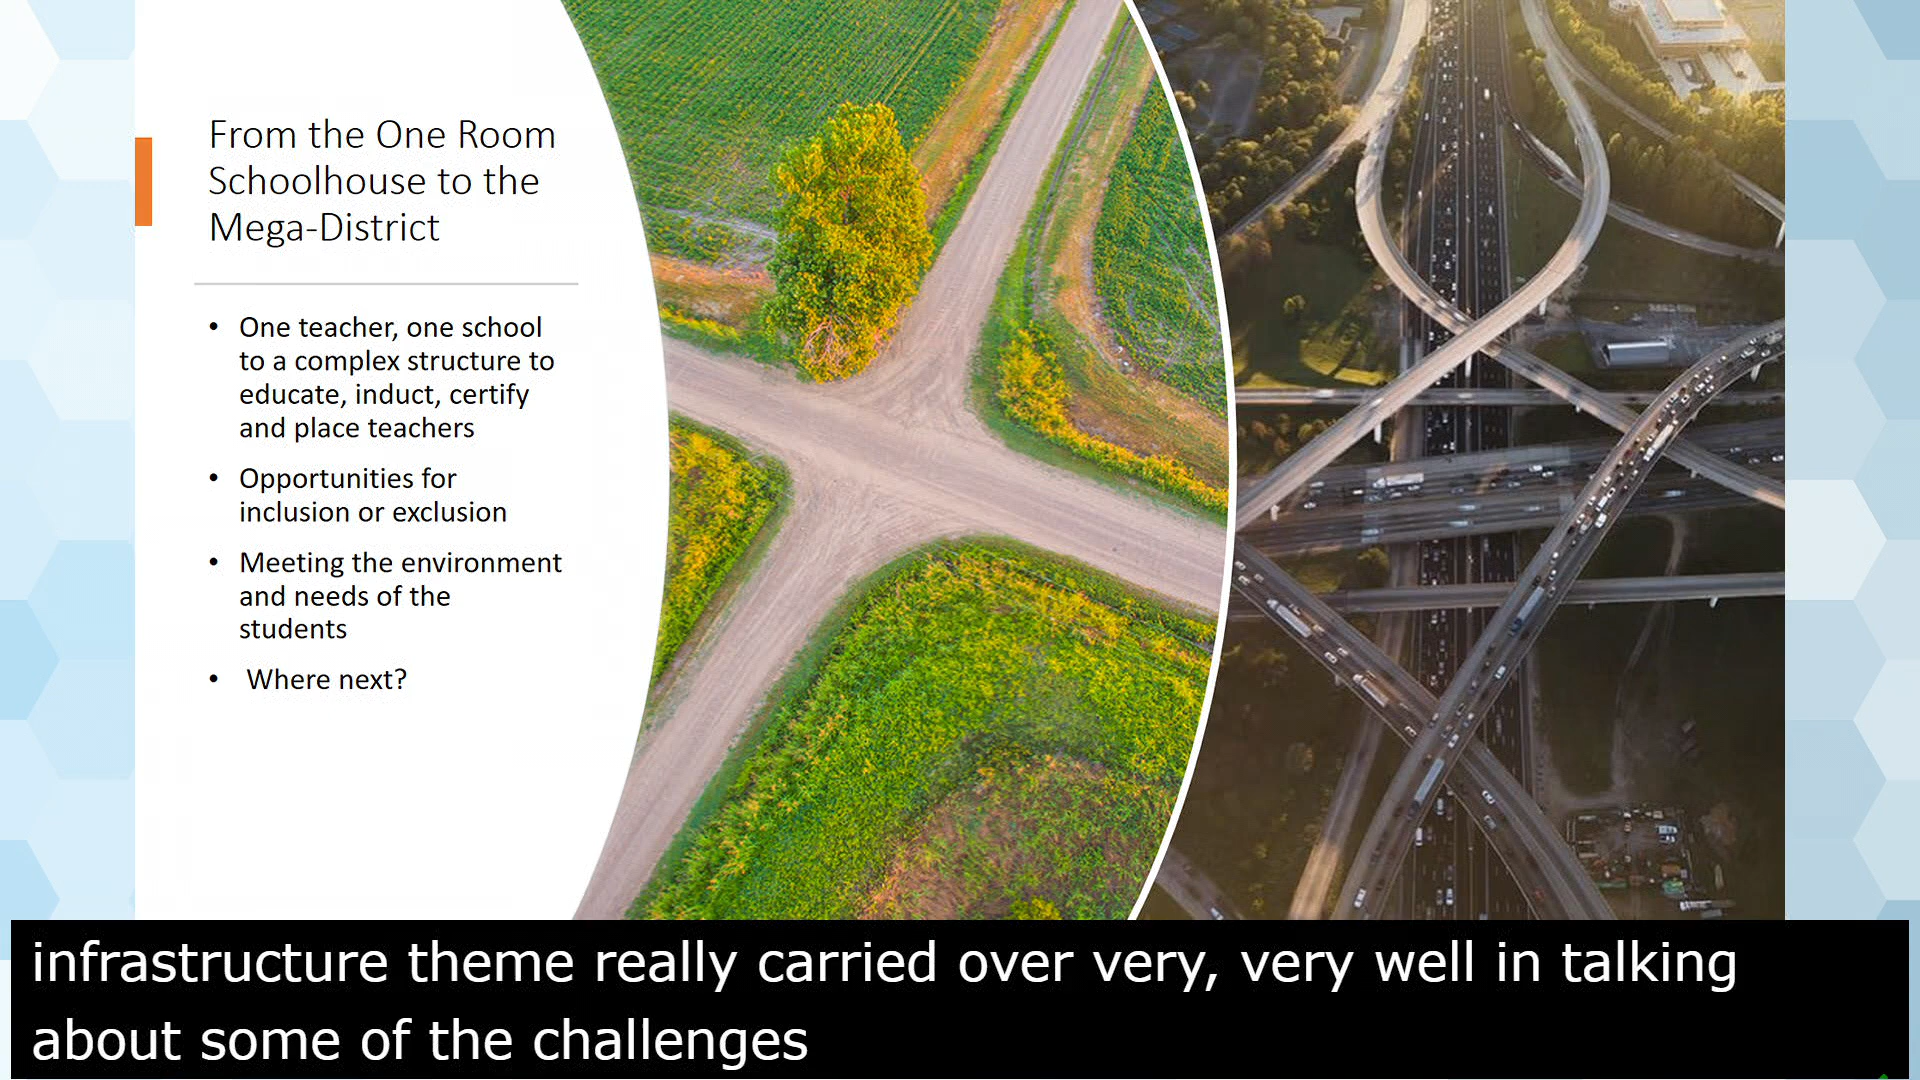 From the One Room
Schoolhouse to the
Mega-District
• One teacher, one school
to a complex structure to
educate, induct, certify
and place teachers
• Opportunities for
inclusion or exclusion
• Meeting the environment
and needs of the
students
• Where next?
infrastructure theme really carried over very, very well in talking
about some of the challenges